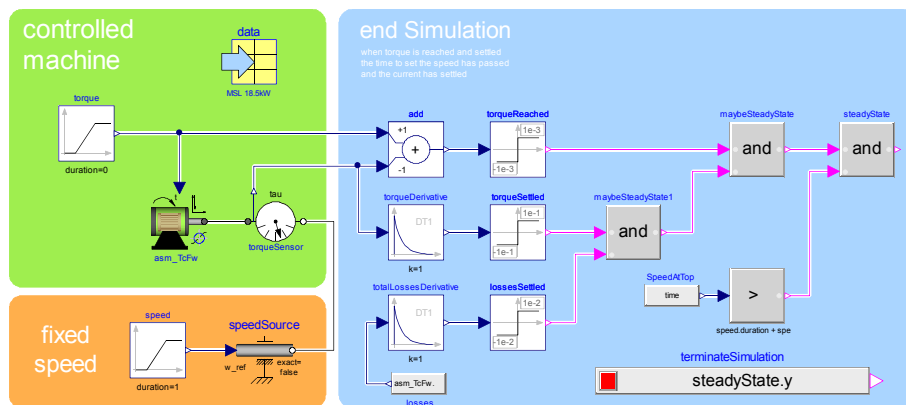 controlled
machine
data
MSL 18.5kW
torque
duration=0
tau
asm_TcFw
torqueSensor
fixed
speed
speed
duration=1
speedSource
w_ref
exact=
false
end Simulation
when torque is reached and settled
the time to set the speed has passed
and the current has settled
add
+1
+
-1
torqueReached
1e-3
-1e-3
maybeSteadyState
and
steadyState
and
torqueDerivative
DT1
k=1
torqueSettled
1e-1
-1e-1
maybeSteadyState1
and
totalLossesDerivative
DT1
k=1
lossesSettled
1e-2
-1e-2
SpeedAtTop
time
>
speed.duration + spe
asm_TcFw.
losses
terminateSimulation
steadyState.y